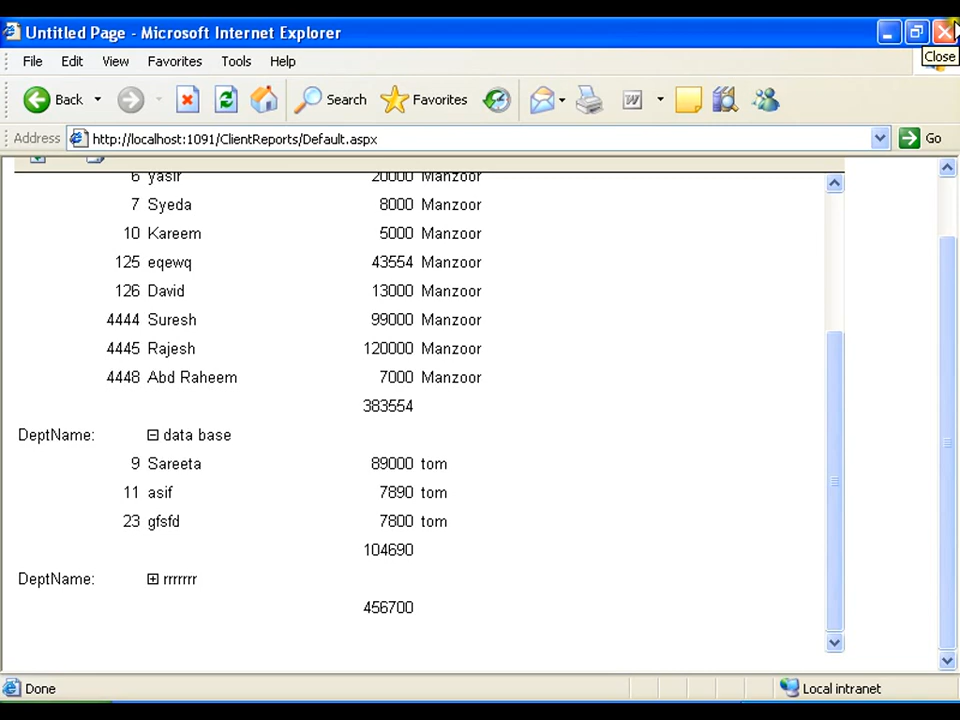 Untitled Page - Microsoft Internet Explorer
Close
File Edit View Favorites Tools Help
Back Search Favorites
Address http://localhost:1091/ClientReports/Default.aspx Go
6 yasir 20000 Manzoor
7 Syeda 8000 Manzoor
10 Kareem 5000 Manzoor
125 eqewq 43554 Manzoor
126 David 13000 Manzoor
4444 Suresh 99000 Manzoor
4445 Rajesh 120000 Manzoor
4448 Abd Raheem 7000 Manzoor
383554
DeptName: data base
9 Sareeta 89000 tom
11 asif 7890 tom
23 gfsfd 7800 tom
104690
DeptName: rrrrrrr
456700
Done Local intranet